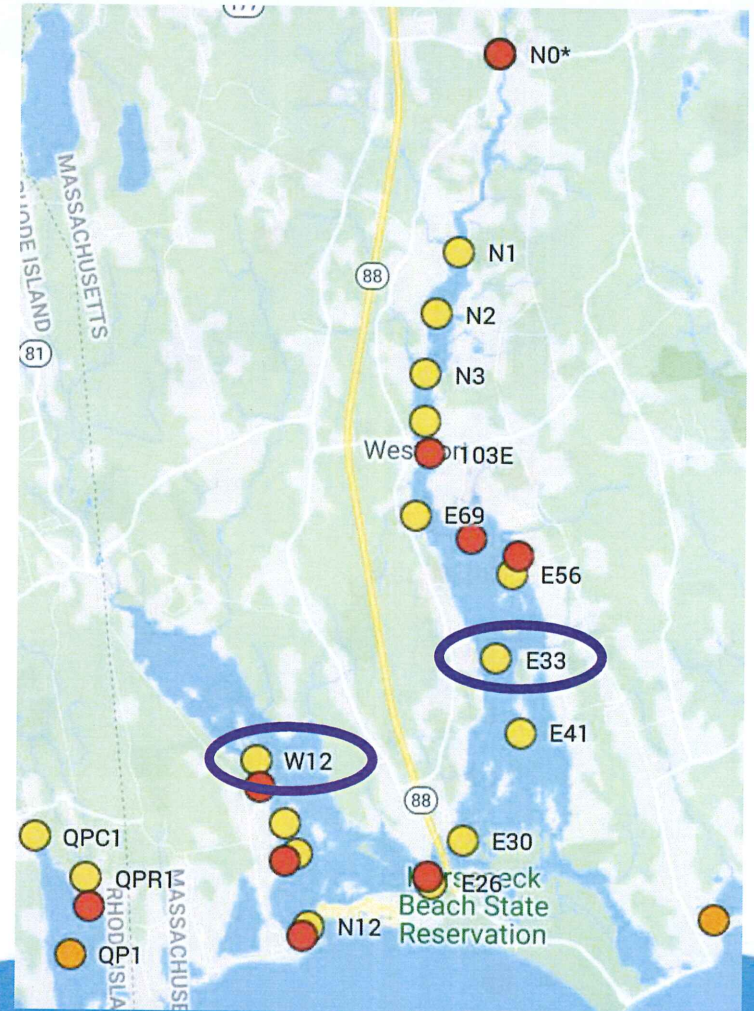 177
N0*
MASSACHUSETTS
RHODE ISLAND
N1
88
N2
81
N3
103E
E69
E56
E33
E41
W12
88
QPC1
E30
QPR1
E26
Beach State
Reservation
N12
QP1